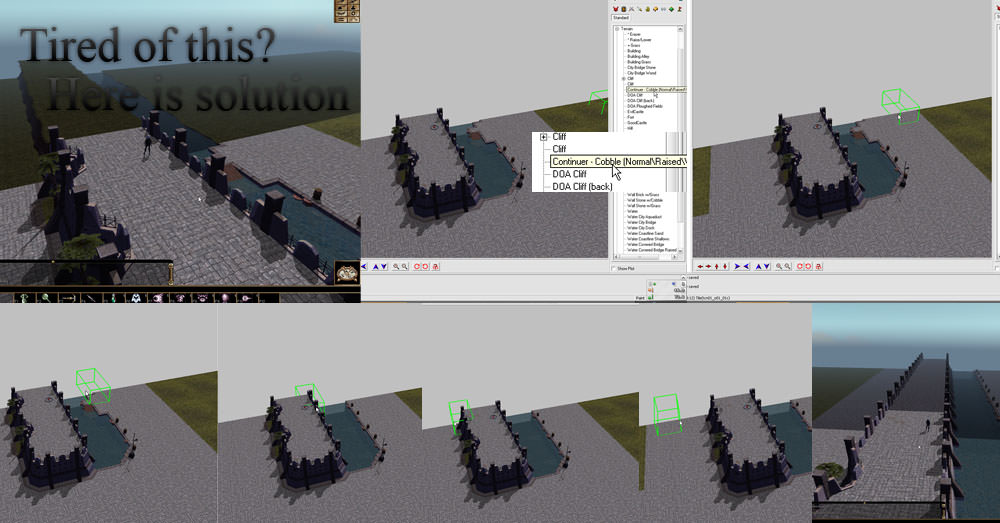 Tired of this?
Here is solution
Standard
Terrain
* Eraser
* Raise/Lower
+ Grass
Building
Building Alley
Building Grass
City Bridge Stone
City Bridge Wood
Cliff
Cliff
Continuer - Cobble (Normal\Raised\
DOA Cliff
DOA Cliff (back)
DOA Ploughed Fields
EvilCastle
Fort
GoodCastle
Hill
Cliff
Cliff
Continuer - Cobble (Normal\Raised\
DOA Cliff
DOA Cliff (back)
Wall Brick w/Grass
Wall Stone w/Cobble
Wall Stone w/Grass
Water
Water City Aqueduct
Water City Bridge
Water City Dock
Water Coastline Sand
Water Coastline Shallows
Water Covered Bridge
Water Covered Bridge Raised
Show Plot
saved
saved
Paint